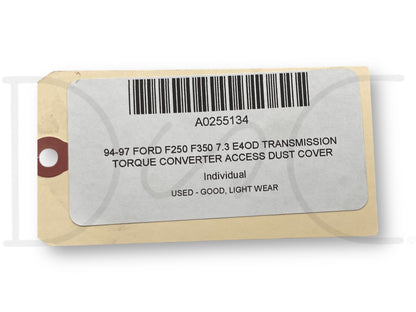 A0255134
94-97 FORD F250 F350 7.3 E4OD TRANSMISSION
TORQUE CONVERTER ACCESS DUST COVER
Individual
USED - GOOD, LIGHT WEAR